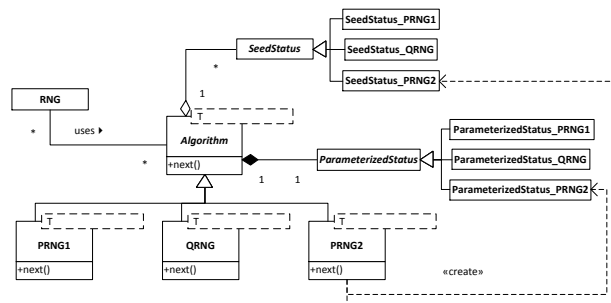 SeedStatus_PRNG1
SeedStatus
SeedStatus_QRNG
*
SeedStatus_PRNG2
1
RNG
T
*
uses
Algorithm
*
+next()
1
1
ParameterizedStatus
ParameterizedStatus_PRNG1
ParameterizedStatus_QRNG
ParameterizedStatus_PRNG2
T
T
T
PRNG1
QRNG
PRNG2
+next()
+next()
+next()
«create»